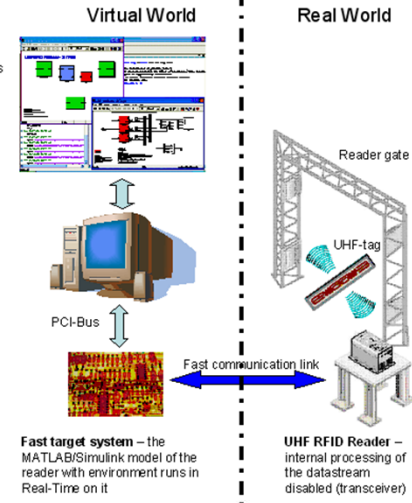 Virtual World
Real World
s
Reader gate
UHF-tag
PCI-Bus
Fast communication link
Fast target system – the
MATLAB/Simulink model of the
reader with environment runs in
Real-Time on it
UHF RFID Reader –
internal processing of
the datastream
disabled (transceiver)